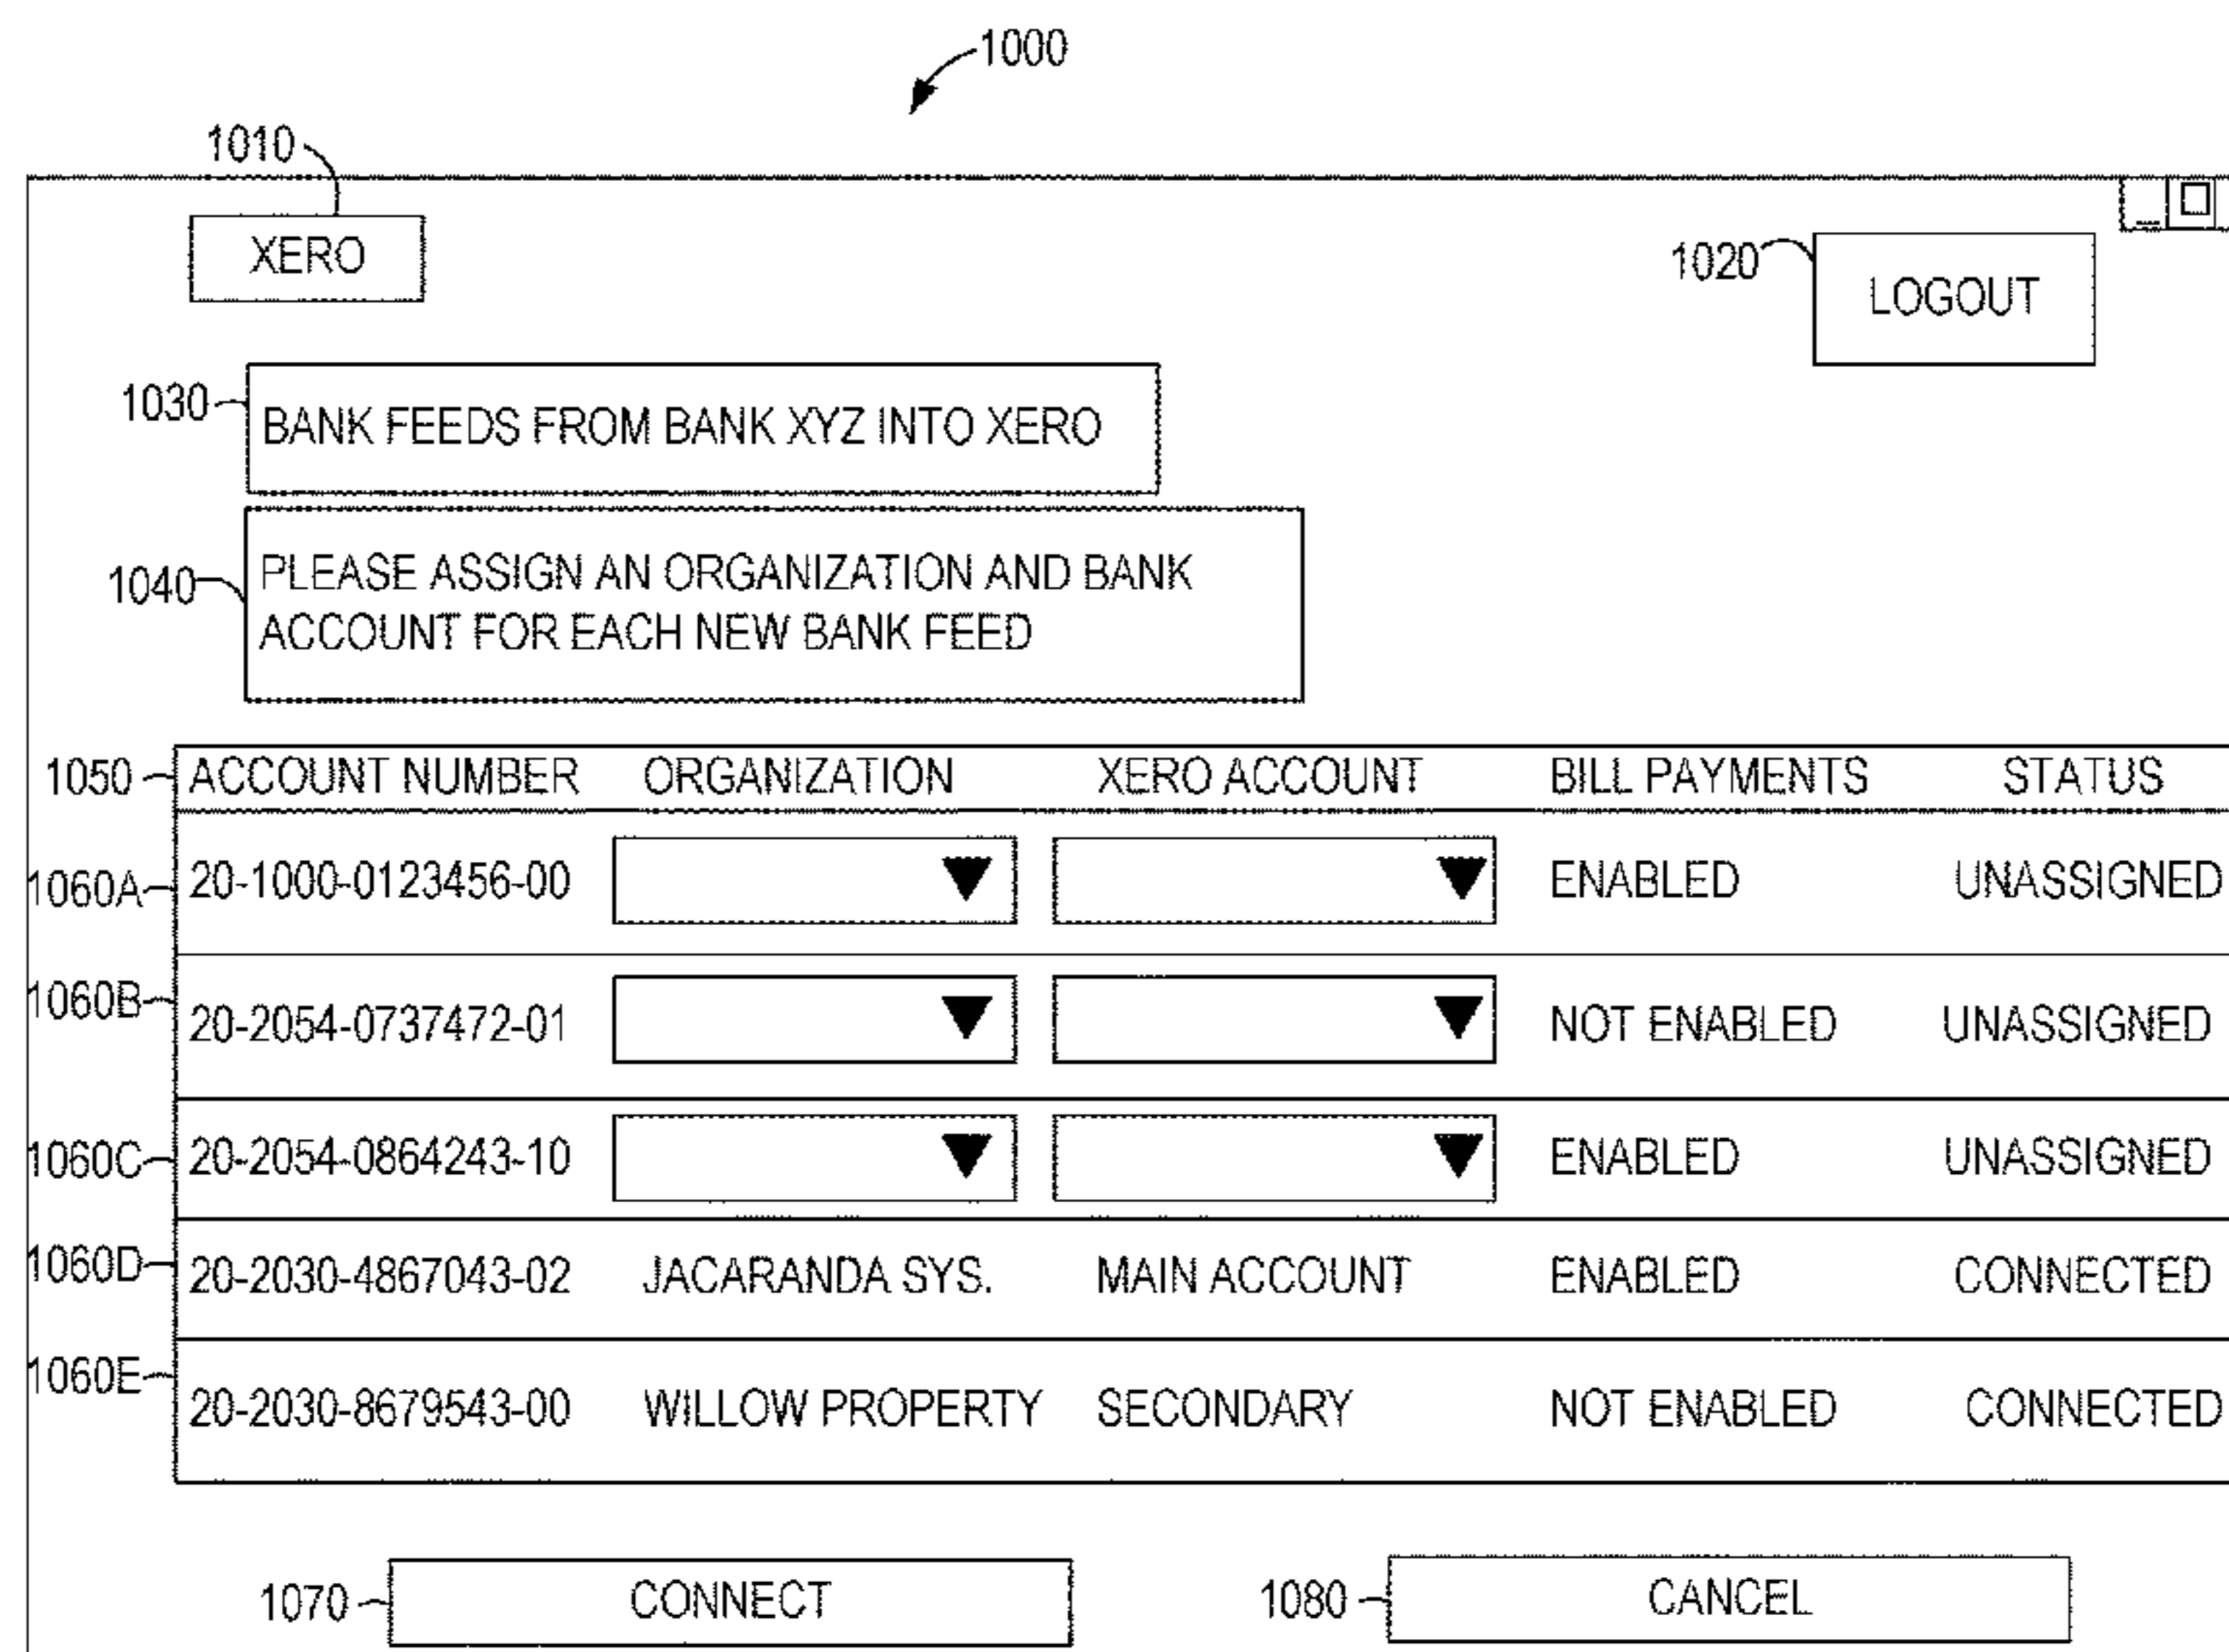 1000
1010
XERO
1020
LOGOUT
1030
BANK FEEDS FROM BANK XYZ INTO XERO
1040
PLEASE ASSIGN AN ORGANIZATION AND BANK
ACCOUNT FOR EACH NEW BANK FEED
1050 ACCOUNT NUMBER ORGANIZATION XERO ACCOUNT BILL PAYMENTS STATUS
1060A 20-1000-0123456-00 ENABLED UNASSIGNED
1060B 20-2054-0737472-01 NOT ENABLED UNASSIGNED
1060C 20-2054-0864243-10 ENABLED UNASSIGNED
1060D 20-2030-4867043-02 JACARANDA SYS. MAIN ACCOUNT ENABLED CONNECTED
1060E 20-2030-8679543-00 WILLOW PROPERTY SECONDARY NOT ENABLED CONNECTED
1070 CONNECT 1080 CANCEL